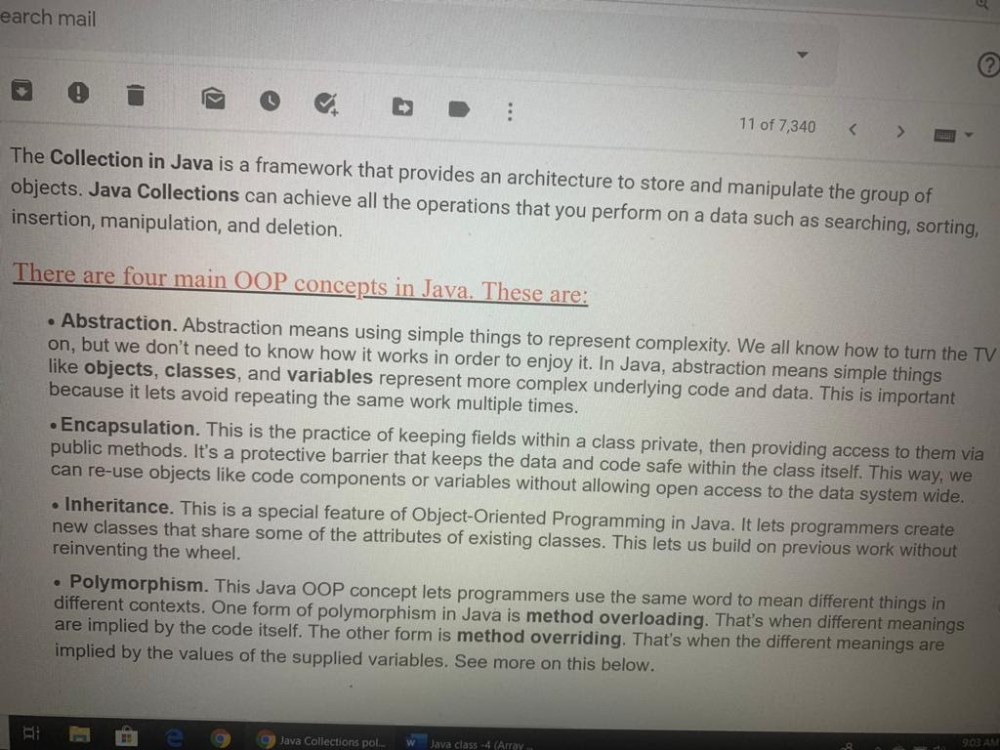 earch mail
11 of 7,340
The Collection in Java is a framework that provides an architecture to store and manipulate the group of
objects. Java Collections can achieve all the operations that you perform on a data such as searching, sorting,
insertion, manipulation, and deletion.
There are four main OOP concepts in Java. These are:
• Abstraction. Abstraction means using simple things to represent complexity. We all know how to turn the TV
on, but we don't need to know how it works in order to enjoy it. In Java, abstraction means simple things
like objects, classes, and variables represent more complex underlying code and data. This is important
because it lets avoid repeating the same work multiple times.
• Encapsulation. This is the practice of keeping fields within a class private, then providing access to them via
public methods. It's a protective barrier that keeps the data and code safe within the class itself. This way, we
can re-use objects like code components or variables without allowing open access to the data system wide.
• Inheritance. This is a special feature of Object-Oriented Programming in Java. It lets programmers create
new classes that share some of the attributes of existing classes. This lets us build on previous work without
reinventing the wheel.
• Polymorphism. This Java OOP concept lets programmers use the same word to mean different things in
different contexts. One form of polymorphism in Java is method overloading. That's when different meanings
are implied by the code itself. The other form is method overriding. That's when the different meanings are
implied by the values of the supplied variables. See more on this below.
Java Collections pol...
W Java class -4 (Array ...
9:03 AM